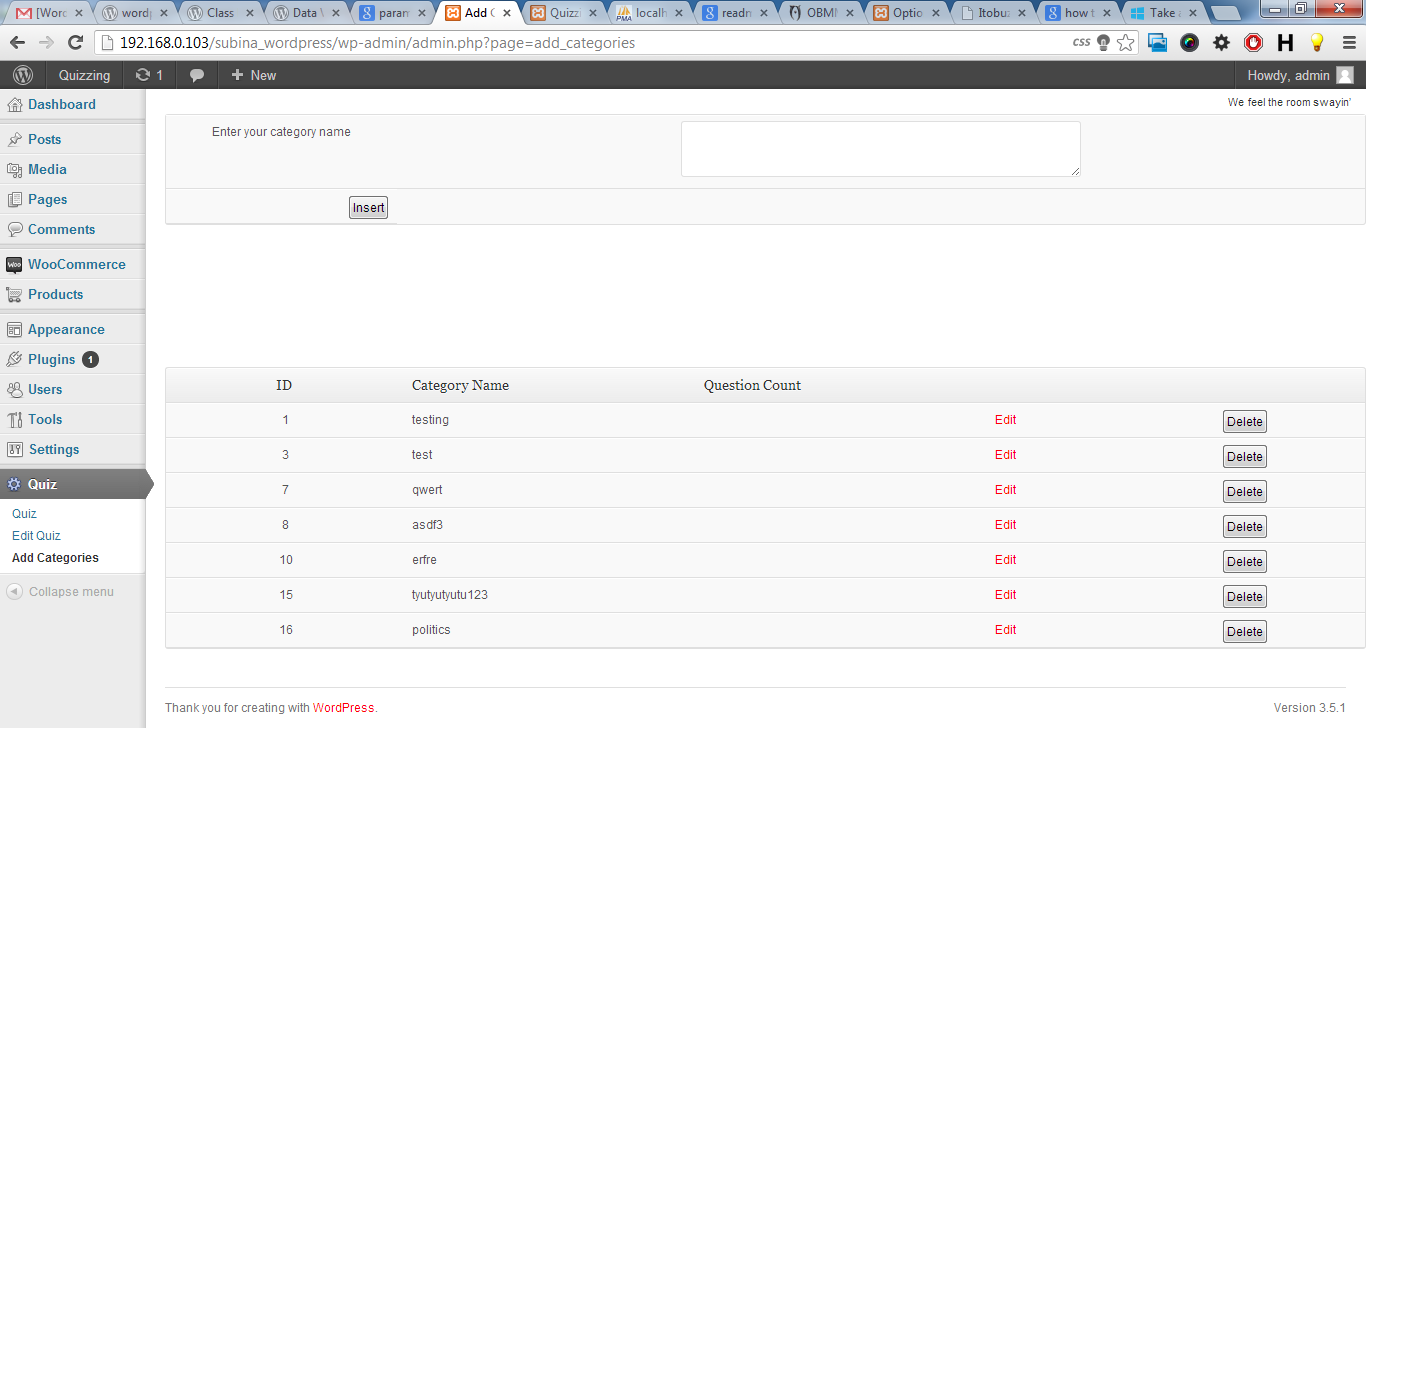 [Word
wordp
Class
Data \
param
Add C
Quizz
localh
readn
OBMI
Optio
Itobuz
how t
Take a
192.168.0.103/subina_wordpress/wp-admin/admin.php?page=add_categories
css
H
Quizzing
1
New
Howdy, admin
Dashboard
Posts
Media
Pages
Comments
WooCommerce
Products
Appearance
Plugins 1
Users
Tools
Settings
Quiz
Quiz
Edit Quiz
Add Categories
Collapse menu
We feel the room swayin'
Enter your category name
Insert
ID Category Name Question Count
1 testing Edit Delete
3 test Edit Delete
7 qwert Edit Delete
8 asdf3 Edit Delete
10 erfre Edit Delete
15 tyutyutyutu123 Edit Delete
16 politics Edit Delete
Thank you for creating with WordPress.
Version 3.5.1